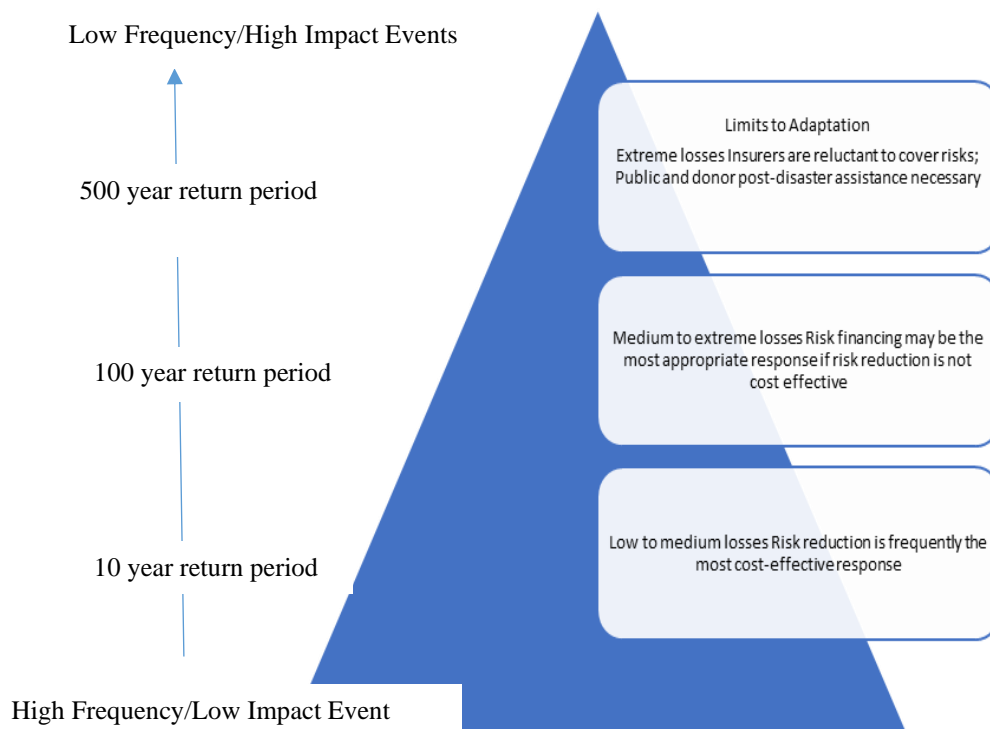 Low Frequency/High Impact Events
Limits to Adaptation
Extreme losses Insurers are reluctant to cover risks;
Public and donor post-disaster assistance necessary
500 year return period
Medium to extreme losses Risk financing may be the
most appropriate response if risk reduction is not
cost effective
100 year return period
Low to medium losses Risk reduction is frequently the
most cost-effective response
10 year return period
High Frequency/Low Impact Event